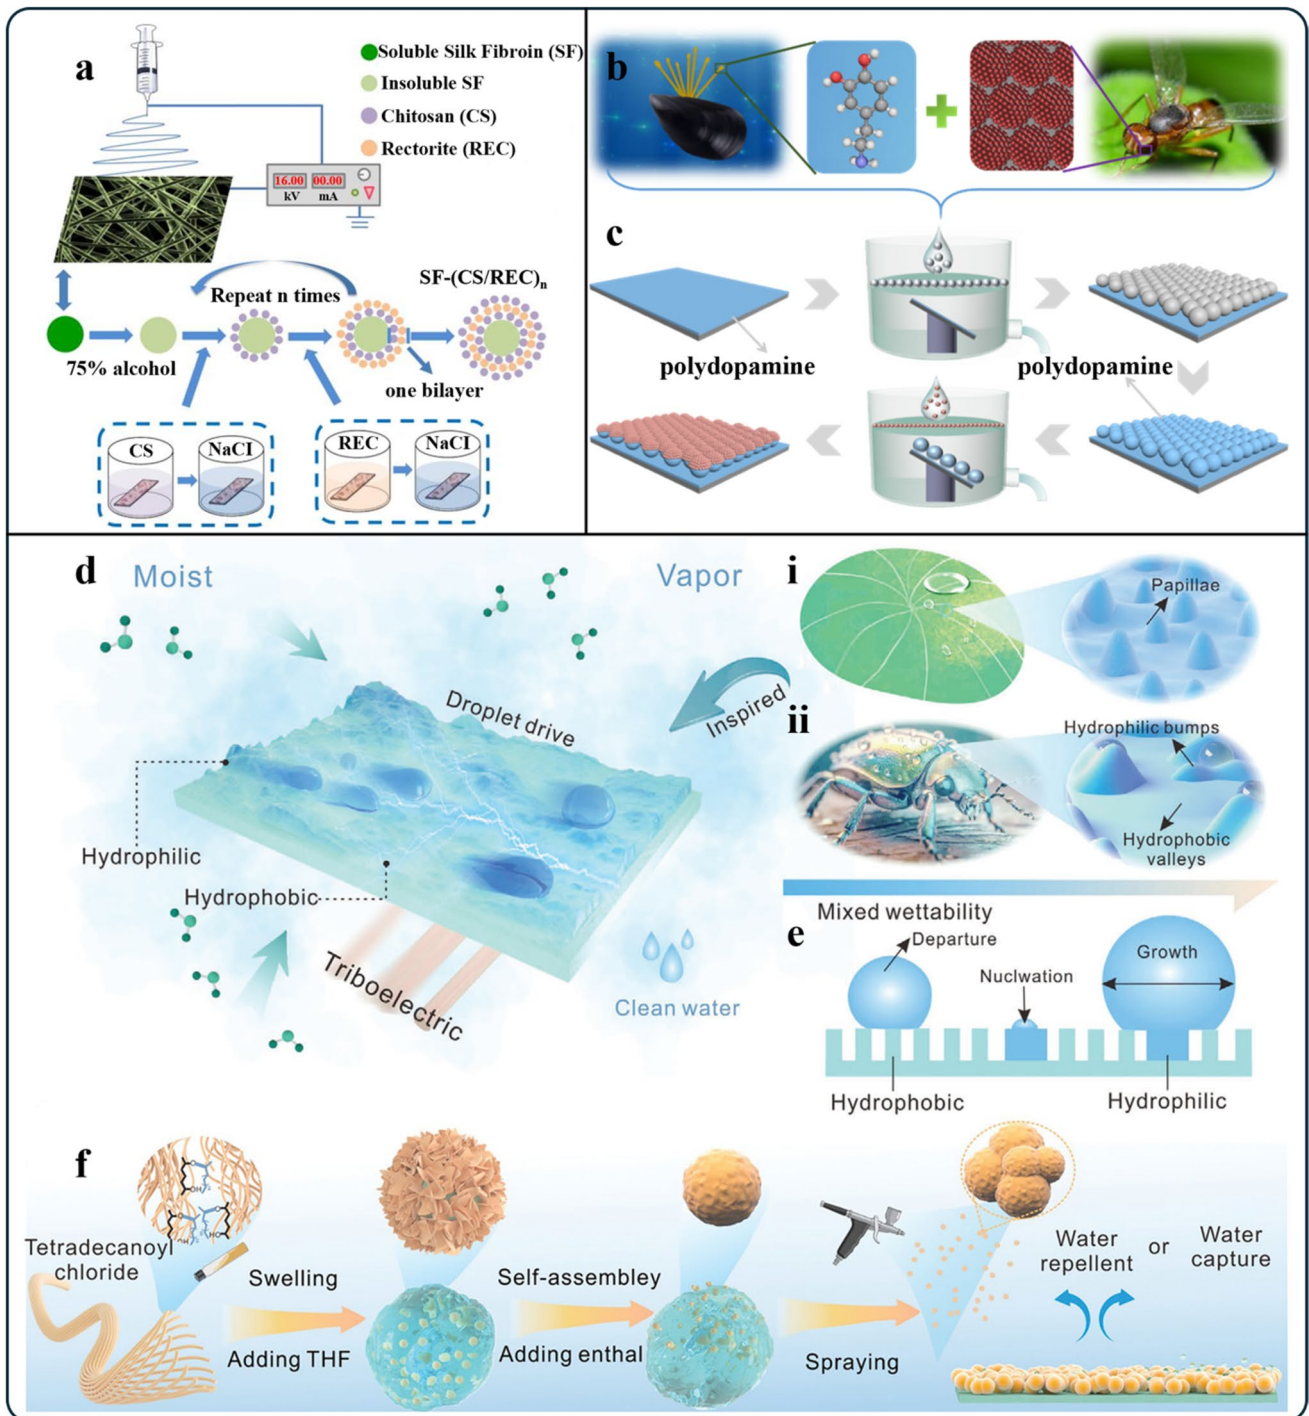 a
Soluble Silk Fibroin (SF)
Insoluble SF
Chitosan (CS)
Rectorite (REC)
16.00
00.00
kV
mA
Repeat n times
SF-(CS/REC)n
75% alcohol
one bilayer
CS
NaCI
REC
NaCI
b
c
polydopamine
polydopamine
d
Moist
Vapor
Droplet drive
Inspired
Hydrophilic
Hydrophobic
Triboelectric
Clean water
i
Papillae
ii
Hydrophilic bumps
Hydrophobic
valleys
Mixed wettability
e
Departure
Nuclwation
Growth
Hydrophobic
Hydrophilic
f
Tetradecanoyl
chloride
Swelling
Adding THF
Self-assembley
Adding enthal
Spraying
Water
repellent
or
Water
capture